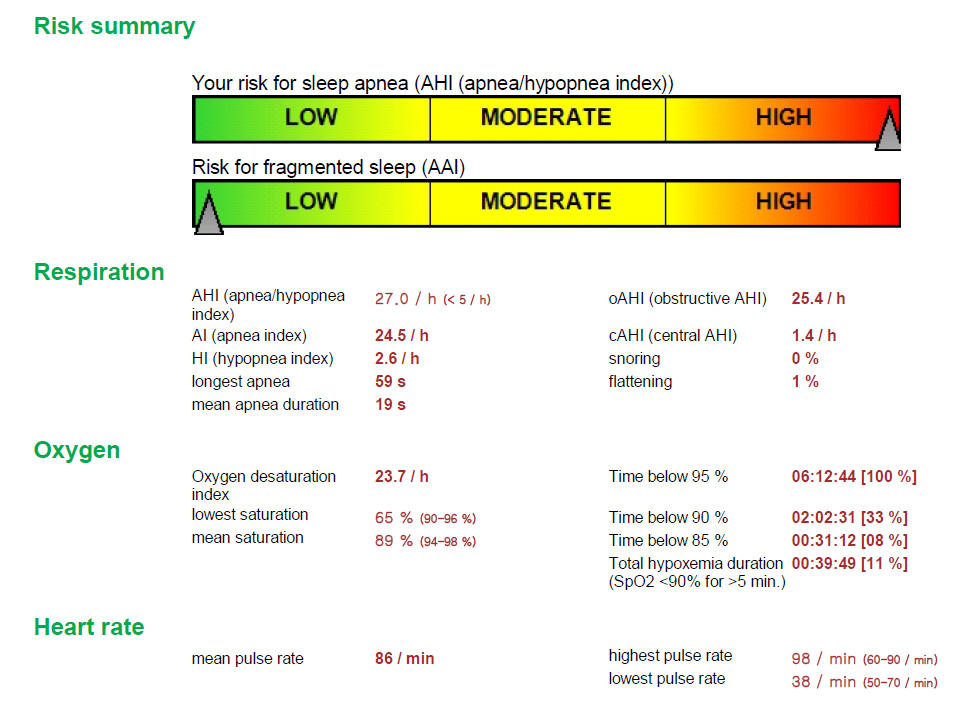 Risk summary
Your risk for sleep apnea (AHI (apnea/hypopnea index))
LOW MODERATE HIGH
Risk for fragmented sleep (AAI)
LOW MODERATE HIGH
Respiration
AHI (apnea/hypopnea index) 27.0 / h (< 5 / h) oAHI (obstructive AHI) 25.4 / h
AI (apnea index) 24.5 / h cAHI (central AHI) 1.4 / h
HI (hypopnea index) 2.6 / h snoring 0 %
longest apnea 59 s flattening 1 %
mean apnea duration 19 s
Oxygen
Oxygen desaturation index 23.7 / h Time below 95 % 06:12:44 [100 %]
lowest saturation 65 % (90-96 %) Time below 90 % 02:02:31 [33 %]
mean saturation 89 % (94-98 %) Time below 85 % 00:31:12 [08 %]
Total hypoxemia duration 00:39:49 [11 %]
(SpO2 <90% for >5 min.)
Heart rate
mean pulse rate 86 / min highest pulse rate 98 / min (60-90 / min)
lowest pulse rate 38 / min (50-70 / min)